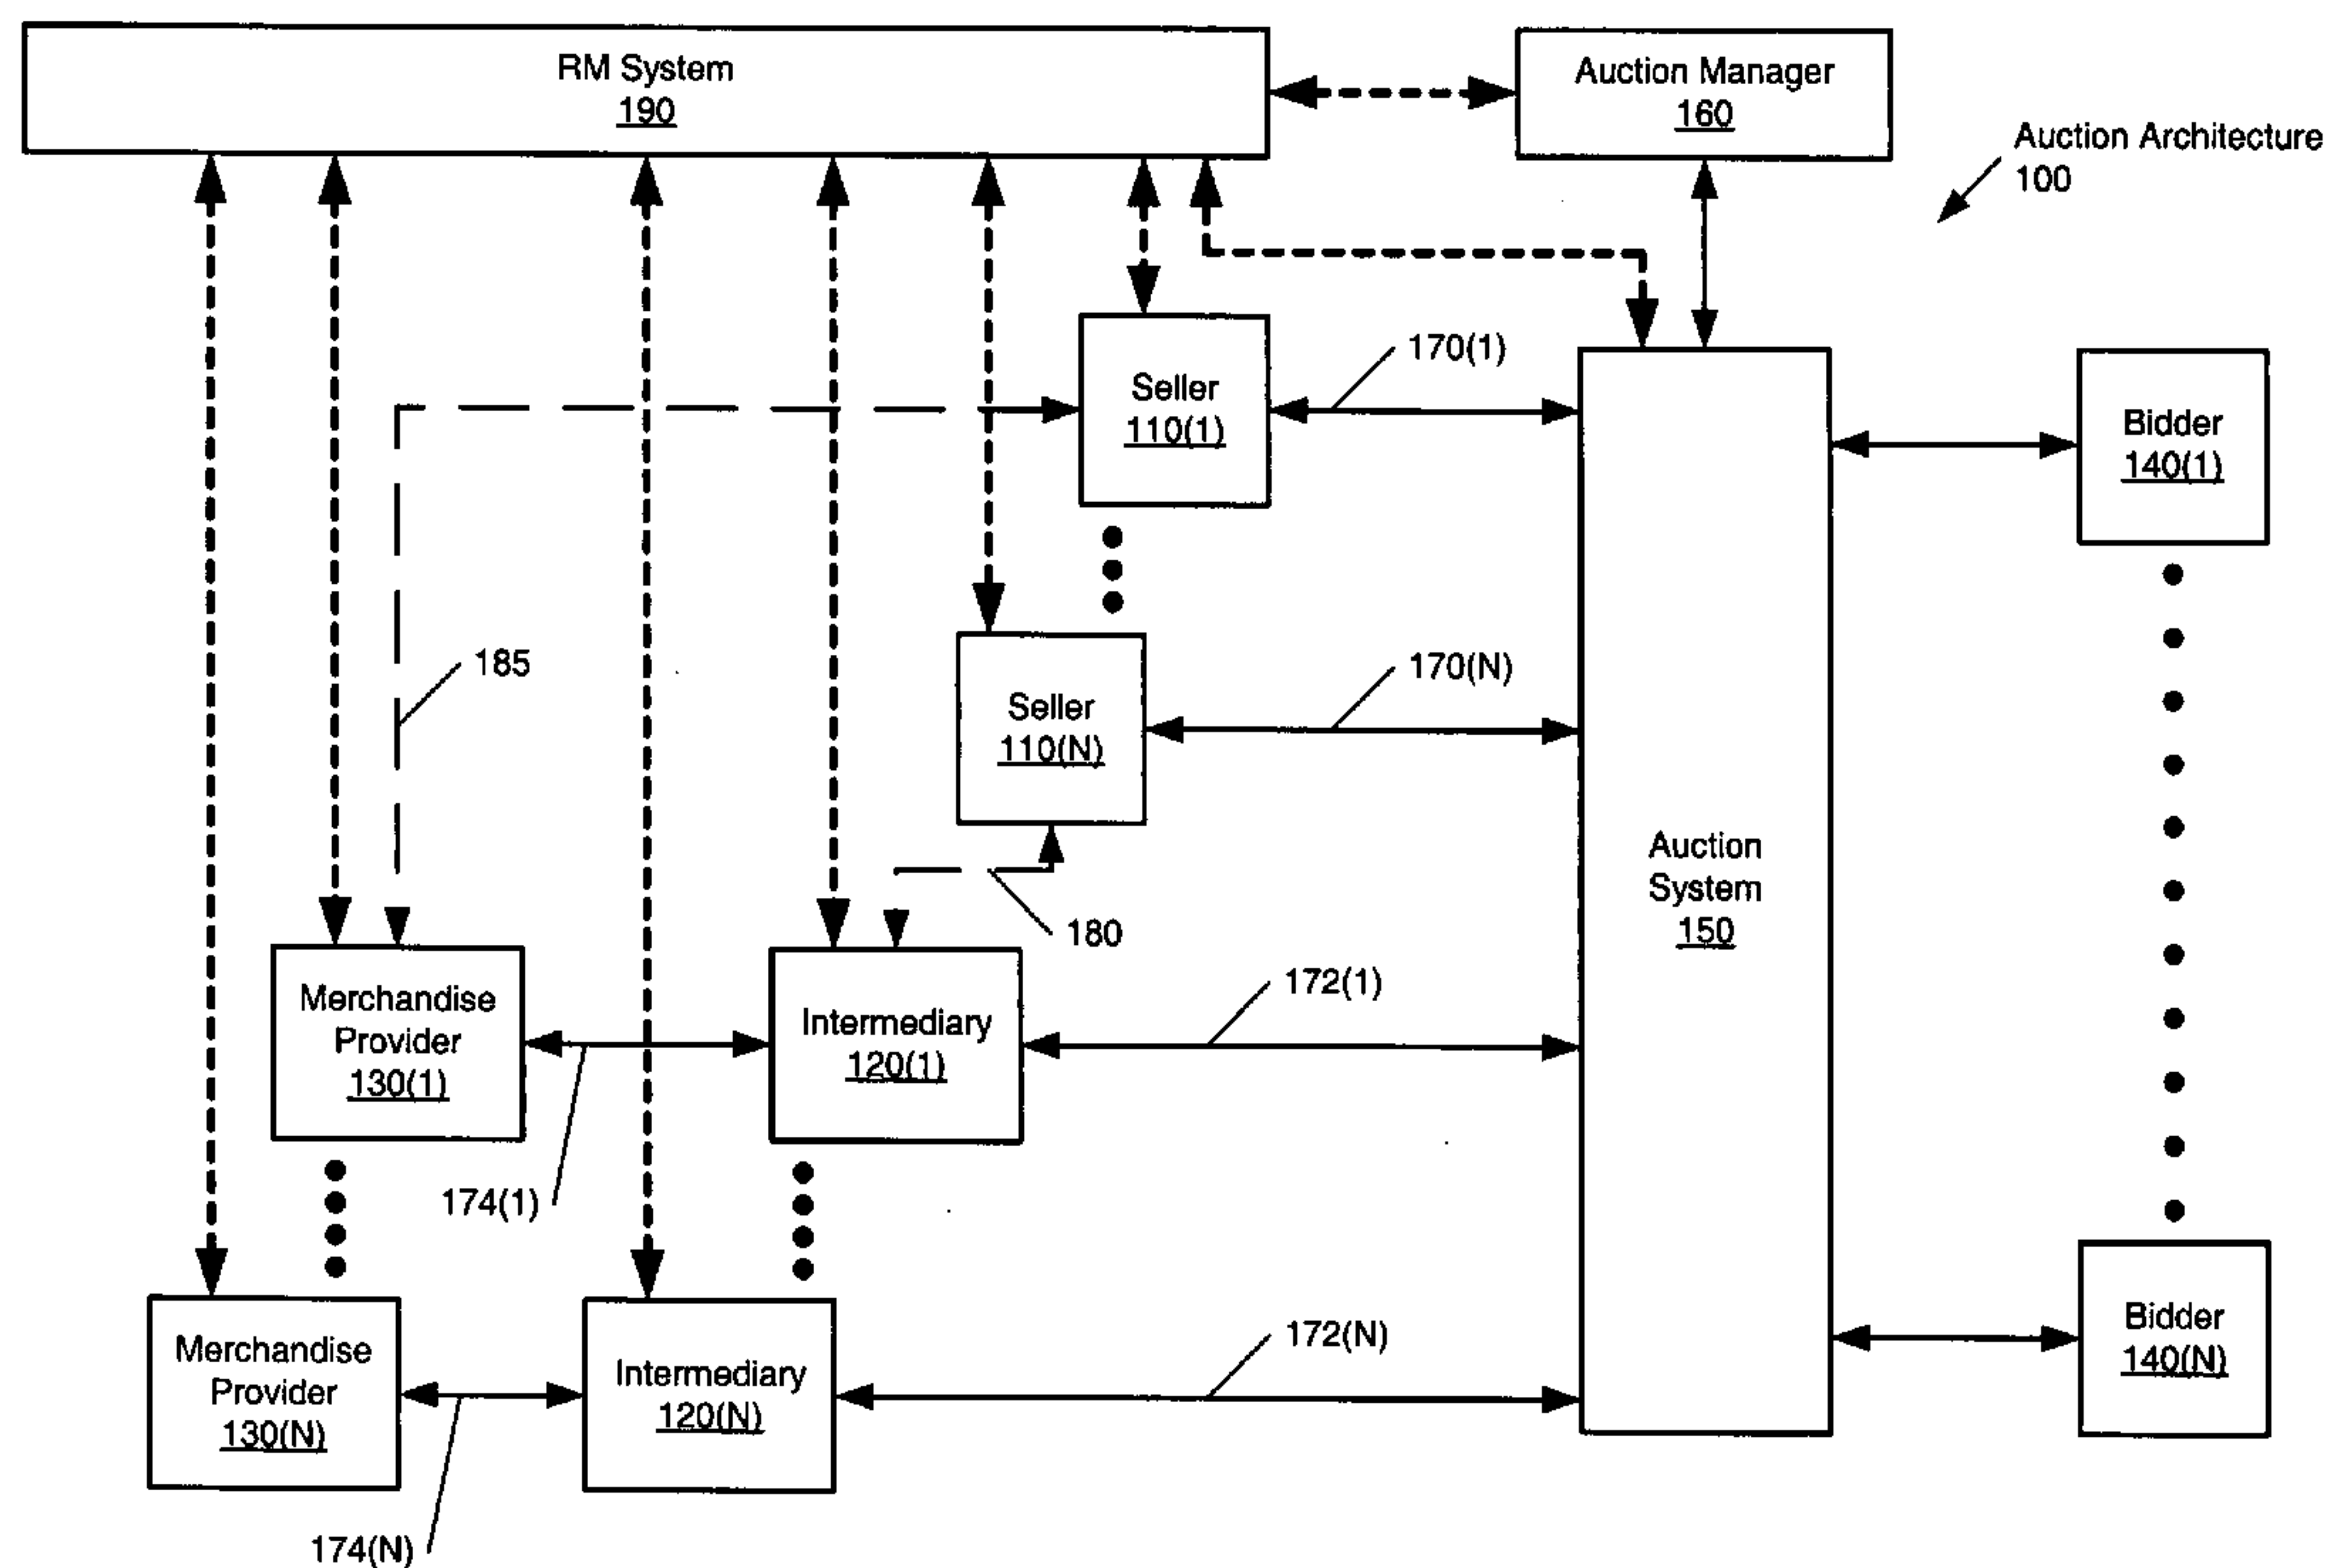 RM System
190
Auction Manager
160
Auction Architecture
100
170(1)
Seller
110(1)
Bidder
140(1)
185
170(N)
Seller
110(N)
Auction
System
150
180
172(1)
Merchandise
Provider
130(1)
Intermediary
120(1)
174(1)
172(N)
Merchandise
Provider
130(N)
Intermediary
120(N)
Bidder
140(N)
174(N)